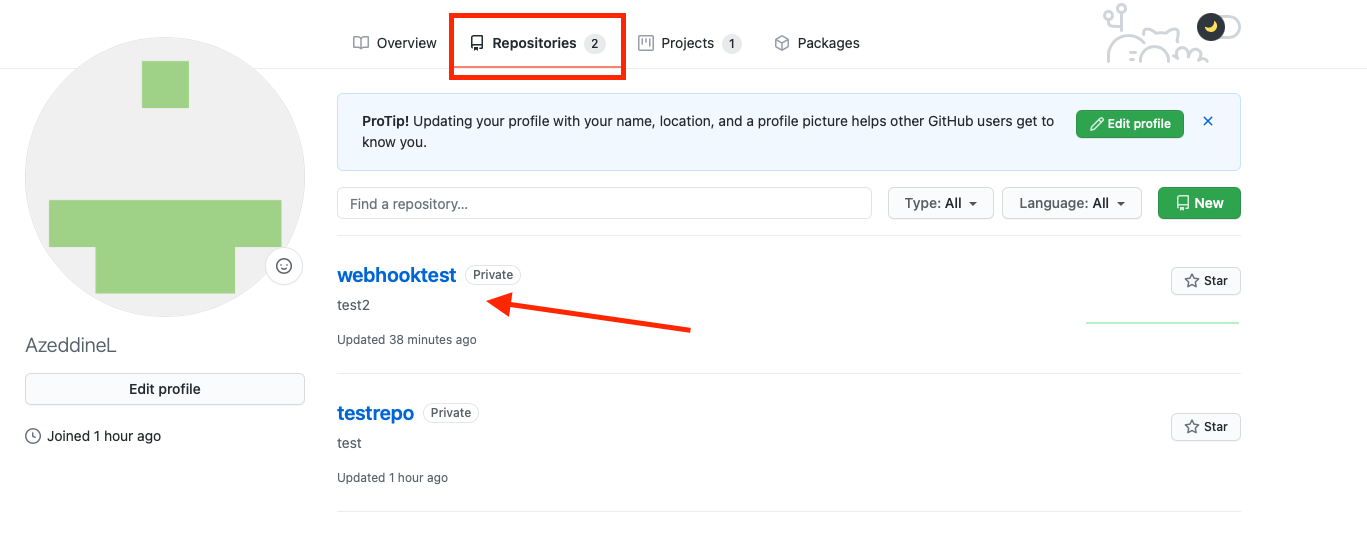 Overview Repositories 2 Projects 1 Packages
ProTip! Updating your profile with your name, location, and a profile picture helps other GitHub users get to
know you.
Edit profile
Find a repository…
Type: All
Language: All
New
webhooktest Private
Star
test2
Updated 38 minutes ago
testrepo Private
Star
test
Updated 1 hour ago
AzeddineL
Edit profile
Joined 1 hour ago